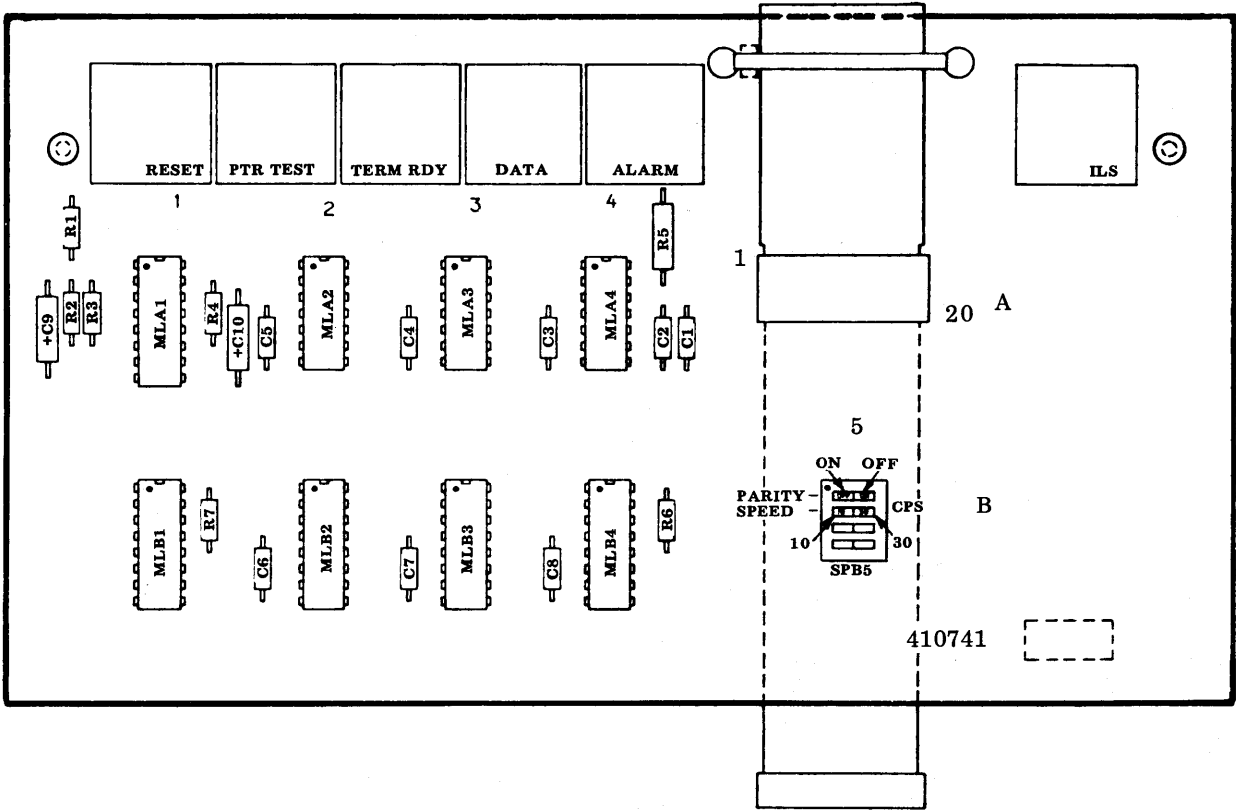 RESET PTR TEST TERM RDY DATA ALARM ILS
1 2 3 4
R1 R5
1
+C9 R2 R3 MLA1 R4 +C10 C5 MLA2 C4 MLA3 C3 MLA4 C2 C1
20 A
5
ON OFF
PARITY
SPEED CPS
10 30
SPB5
B
MLB1 R7 C6 MLB2 C7 MLB3 C8 MLB4 R6
410741